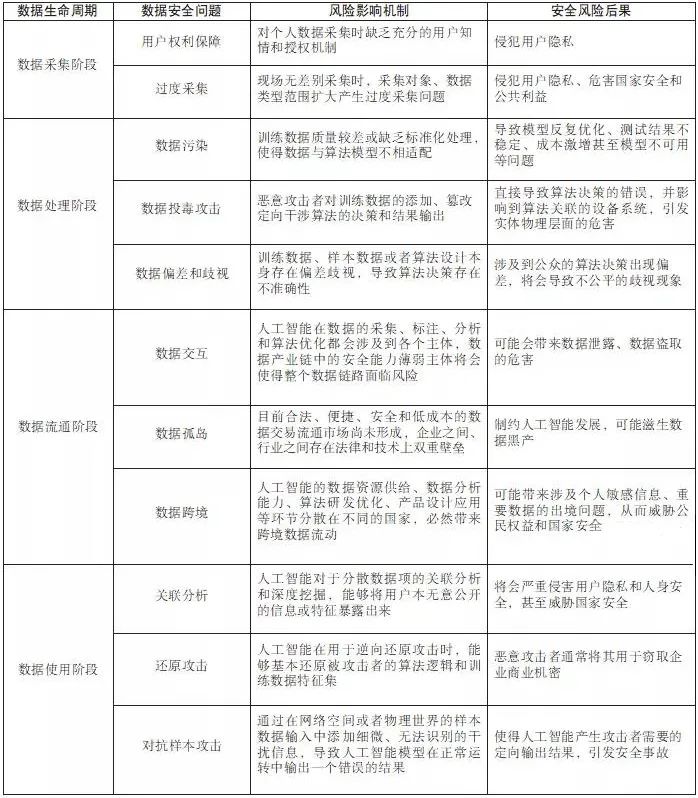 数据生命周期
数据安全问题
风险影响机制
安全风险后果
数据采集阶段
用户权利保障
对个人数据采集时缺乏充分的用户知
情和授权机制
侵犯用户隐私
过度采集
现场无差别采集时，采集对象、数据
类型范围扩大产生过度采集问题
侵犯用户隐私、危害国家安全和
公共利益
数据处理阶段
数据污染
训练数据质量较差或缺乏标准化处理，
使得数据与算法模型不相适配
导致模型反复优化、测试结果不
稳定、成本激增甚至模型不可用
等问题
数据投毒攻击
恶意攻击者对训练数据的添加、篡改
定向干涉算法的决策和结果输出
直接导致算法决策的错误，并影
响到算法关联的设备系统，引发
实体物理层面的危害
数据偏差和歧视
训练数据、样本数据或者算法设计本
身存在偏差歧视，导致算法决策存在
不准确性
涉及到公众的算法决策出现偏
差，将会导致不公平的歧视现象
数据流通阶段
数据交互
人工智能在数据的采集、标注、分析
和算法优化都会涉及到各个主体，数
据产业链中的安全能力薄弱主体将会
使得整个数据链路面临风险
可能会带来数据泄露、数据盗取
的危害
数据孤岛
目前合法、便捷、安全和低成本的数
据交易流通市场尚未形成，企业之间、
行业之间存在法律和技术上双重壁垒
制约人工智能发展，可能滋生数
据黑产
数据跨境
人工智能的数据资源供给、数据分析
能力、算法研发优化、产品设计应用
等环节分散在不同的国家，必然带来
跨境数据流动
可能带来涉及个人敏感信息、重
要数据的出境问题，从而威胁公
民权益和国家安全
数据使用阶段
关联分析
人工智能对于分散数据项的关联分析
和深度挖掘，能够将用户本无意公开
的信息或特征暴露出来
将会严重侵害用户隐私和人身安
全，甚至威胁国家安全
还原攻击
人工智能在用于逆向还原攻击时，能
够基本还原被攻击者的算法逻辑和训
练数据特征集
恶意攻击者通常将其用于窃取企
业商业机密
对抗样本攻击
通过在网络空间或者物理世界的样本
数据输入中添加细微、无法识别的干
扰信息，导致人工智能模型在正常运
转中输出一个错误的结果
使得人工智能产生攻击者需要的
定向输出结果，引发安全事故